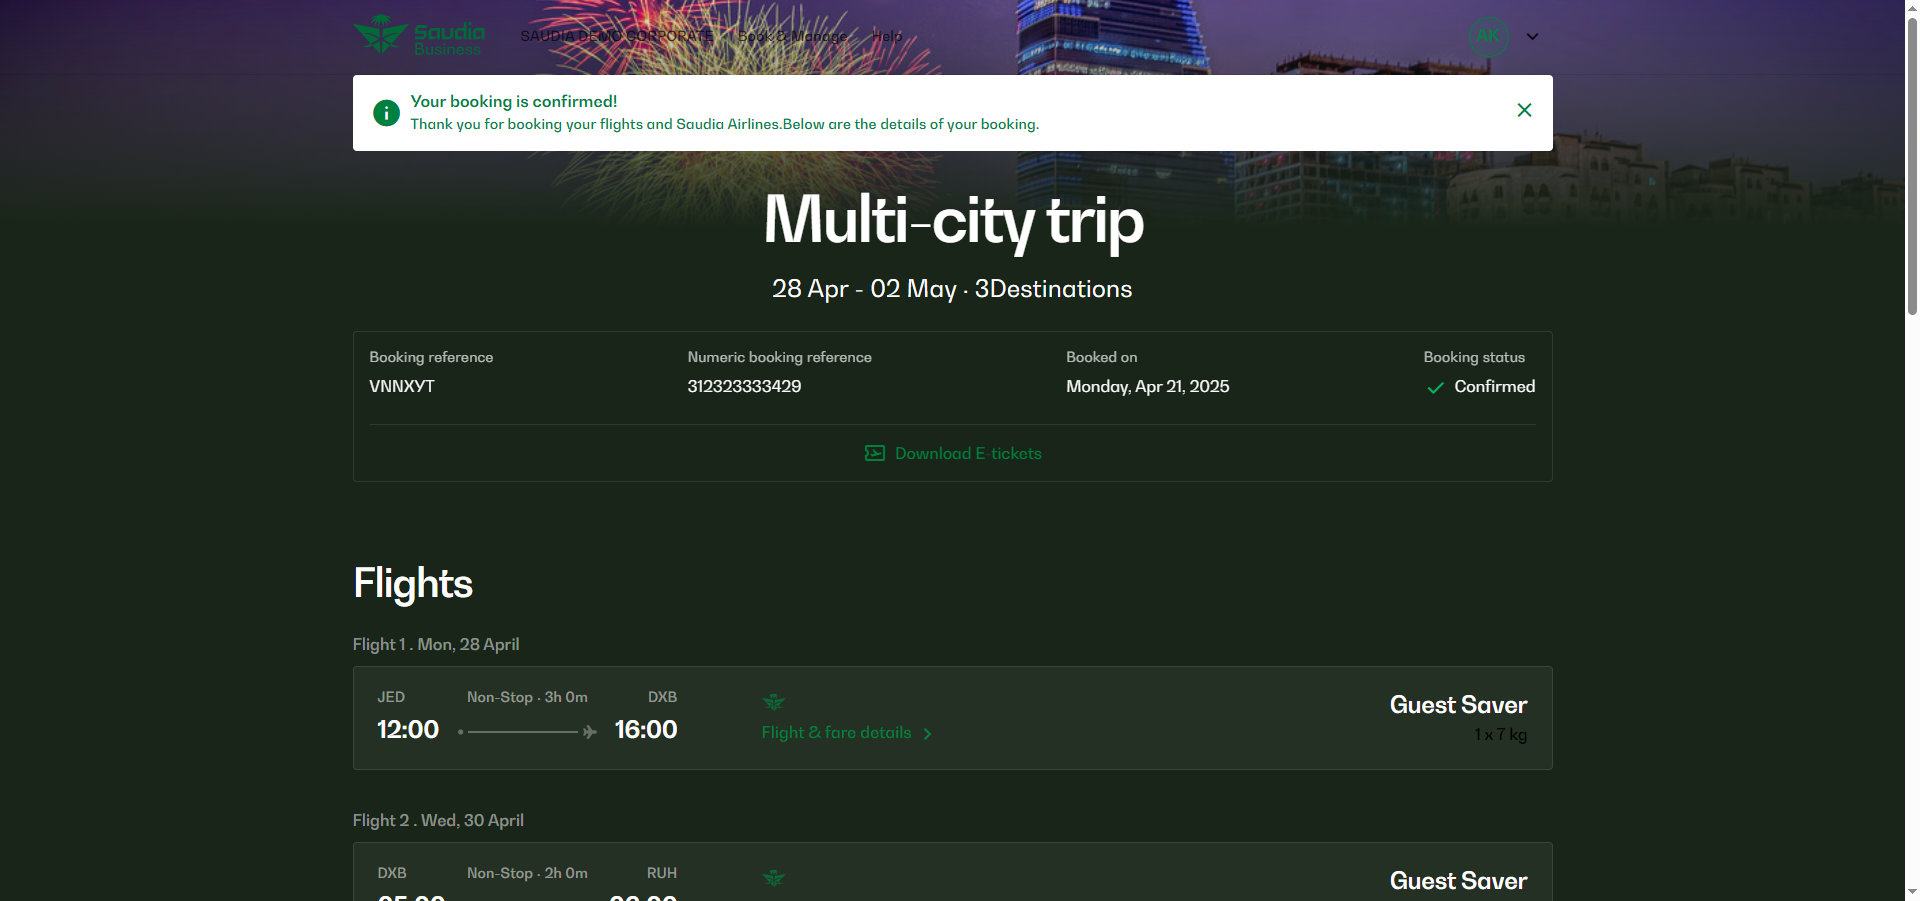 Saudia
Business
SAUDIA DEMO CORPORATE
Book & Manage
Help
AK
Your booking is confirmed!
Thank you for booking your flights and Saudia Airlines.Below are the details of your booking.
Multi-city trip
28 Apr - 02 May · 3Destinations
Booking reference
VNNXYT
Numeric booking reference
312323333429
Booked on
Monday, Apr 21, 2025
Booking status
Confirmed
Download E-tickets
Flights
Flight 1 . Mon, 28 April
JED
Non-Stop · 3h 0m
DXB
12:00
16:00
Flight & fare details
Guest Saver
1 x 7 kg
Flight 2 . Wed, 30 April
DXB
Non-Stop · 2h 0m
RUH
Guest Saver